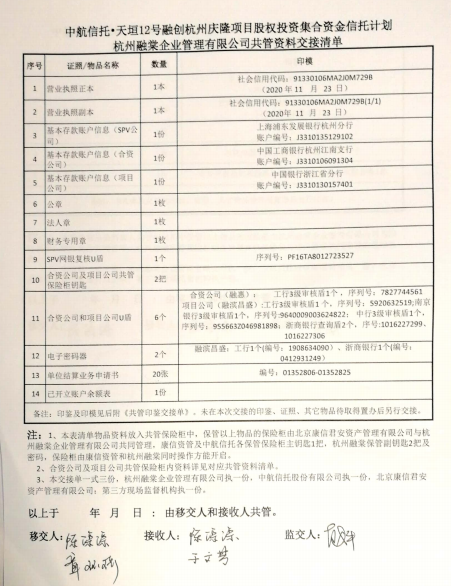 中航信托•天垣12号融创杭州庆隆项目股权投资集合资金信托计划
杭州融棠企业管理有限公司共管资料交接清单
序号 证照/物品名称 数量 印模
1 营业执照正本 1本 社会信用代码：91330106MA2J0M729B
（2020年 11 月 23 日）
2 营业执照副本 1本 社会信用代码：91330106MA2J0M729B(1/1)
（2020年 11 月 23 日）
3 基本存款账户信息（SPV公司） 1份 上海浦东发展银行杭州分行
账户编号：J3310135129102
4 基本存款账户信息（合资公司） 1份 中国工商银行杭州江南支行
账户编号：J3310106091304
5 基本存款账户信息（项目公司） 1份 中国银行浙江省分行
账户编号：J3310130157401
6 公章 1枚
7 法人章 1枚
8 财务专用章 1枚
9 SPV网银复核U盾 1个 序列号：PF16TA8012723527
10 合资公司及项目公司共管保险柜钥匙 2把
11 合资公司和项目公司U盾 6个 合资公司（融惠）： 工行3级审核盾1个，序列号：7827744561
项目公司（融滨昌盛）:工行3级审核盾1个，序列号：5920632519;南京
银行3级审核盾1个，序列号:9640009003624822； 中行3级审核盾1
个，序列号：9556632046981898；浙商银行查询盾2个，序号:1016227299、
1016227306
12 电子密码器 2个 融滨昌盛：工行1个(编号：1908634090）、浙商银行1个(编号：
0412931249）
13 单位结算业务申请书 20张 01352806-01352825
14 已开立账户余额表 1份
备注：印鉴及印模见后附《共管印鉴交接单》。未在本次交接的印鉴、证照、其它物品待取得置办后另行交接。
注：1、本表清单物品资料放入共管保险柜中，保管以上物品的保险柜由北京康信君安资产管理有限公司与杭
州融棠企业管理有限公司共同管理，康信资管及中航信托各保管保险柜主钥匙1把，杭州融棠保管副钥匙2把及
密码；保险柜由康信资管和杭州融棠同时操作方能开启。
2、合资公司及项目公司共管保险柜内资料详见对应共管资料清单。
3、本交接单一式三份，杭州融棠企业管理有限公司执一份，中航信托股份有限公司执一份，北京康信君安
资产管理有限公司：第三方现场监督机构执一份。
以上于 年 月 日：由移交人和接收人共管。
移交人： 接收人： 监交人：